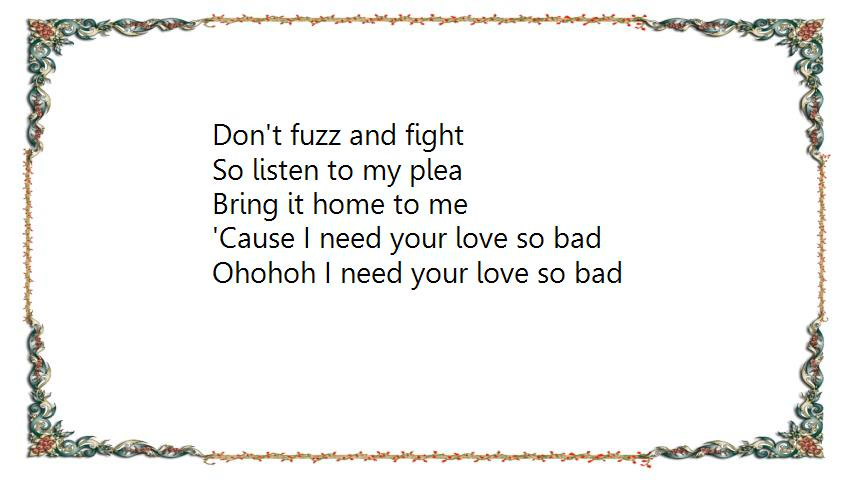 Don't fuzz and fight
So listen to my plea
Bring it home to me
'Cause I need your love so bad
Ohohoh I need your love so bad